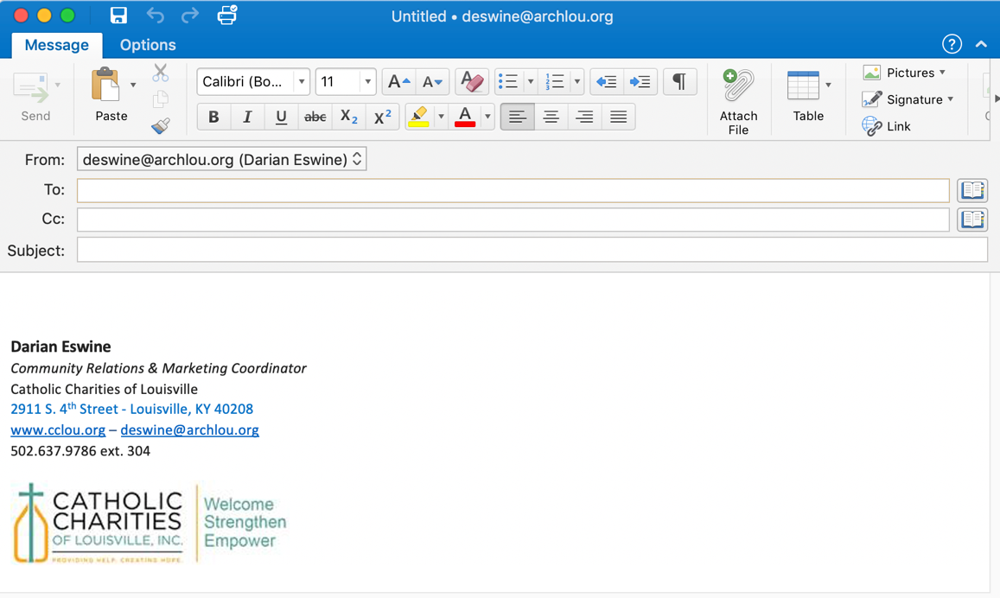 Untitled • deswine@archlou.org
Message Options
Send
Paste
Calibri (Bo... 11
A A
B I U abc X₂ X² A
Attach
File
Table
Pictures
Signature
Link
From: deswine@archlou.org (Darian Eswine)
To:
Cc:
Subject:
Darian Eswine
Community Relations & Marketing Coordinator
Catholic Charities of Louisville
2911 S. 4th Street - Louisville, KY 40208
www.cclou.org – deswine@archlou.org
502.637.9786 ext. 304
CATHOLIC
CHARITIES
OF LOUISVILLE, INC.
PROVIDING HELP. CREATING HOPE.
Welcome
Strengthen
Empower